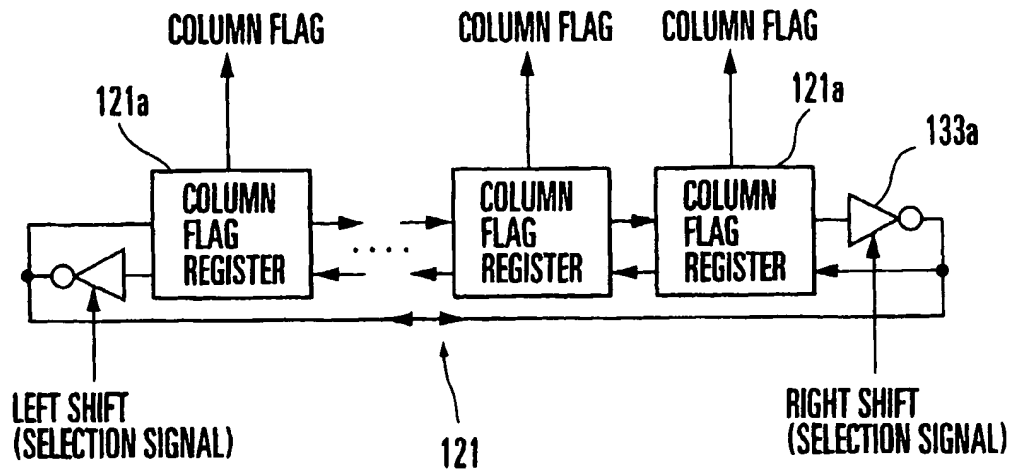 COLUMN FLAG
COLUMN FLAG
COLUMN FLAG
121a
121a
133a
COLUMN
FLAG
REGISTER
COLUMN
FLAG
REGISTER
COLUMN
FLAG
REGISTER
LEFT SHIFT
(SELECTION SIGNAL)
121
RIGHT SHIFT
(SELECTION SIGNAL)